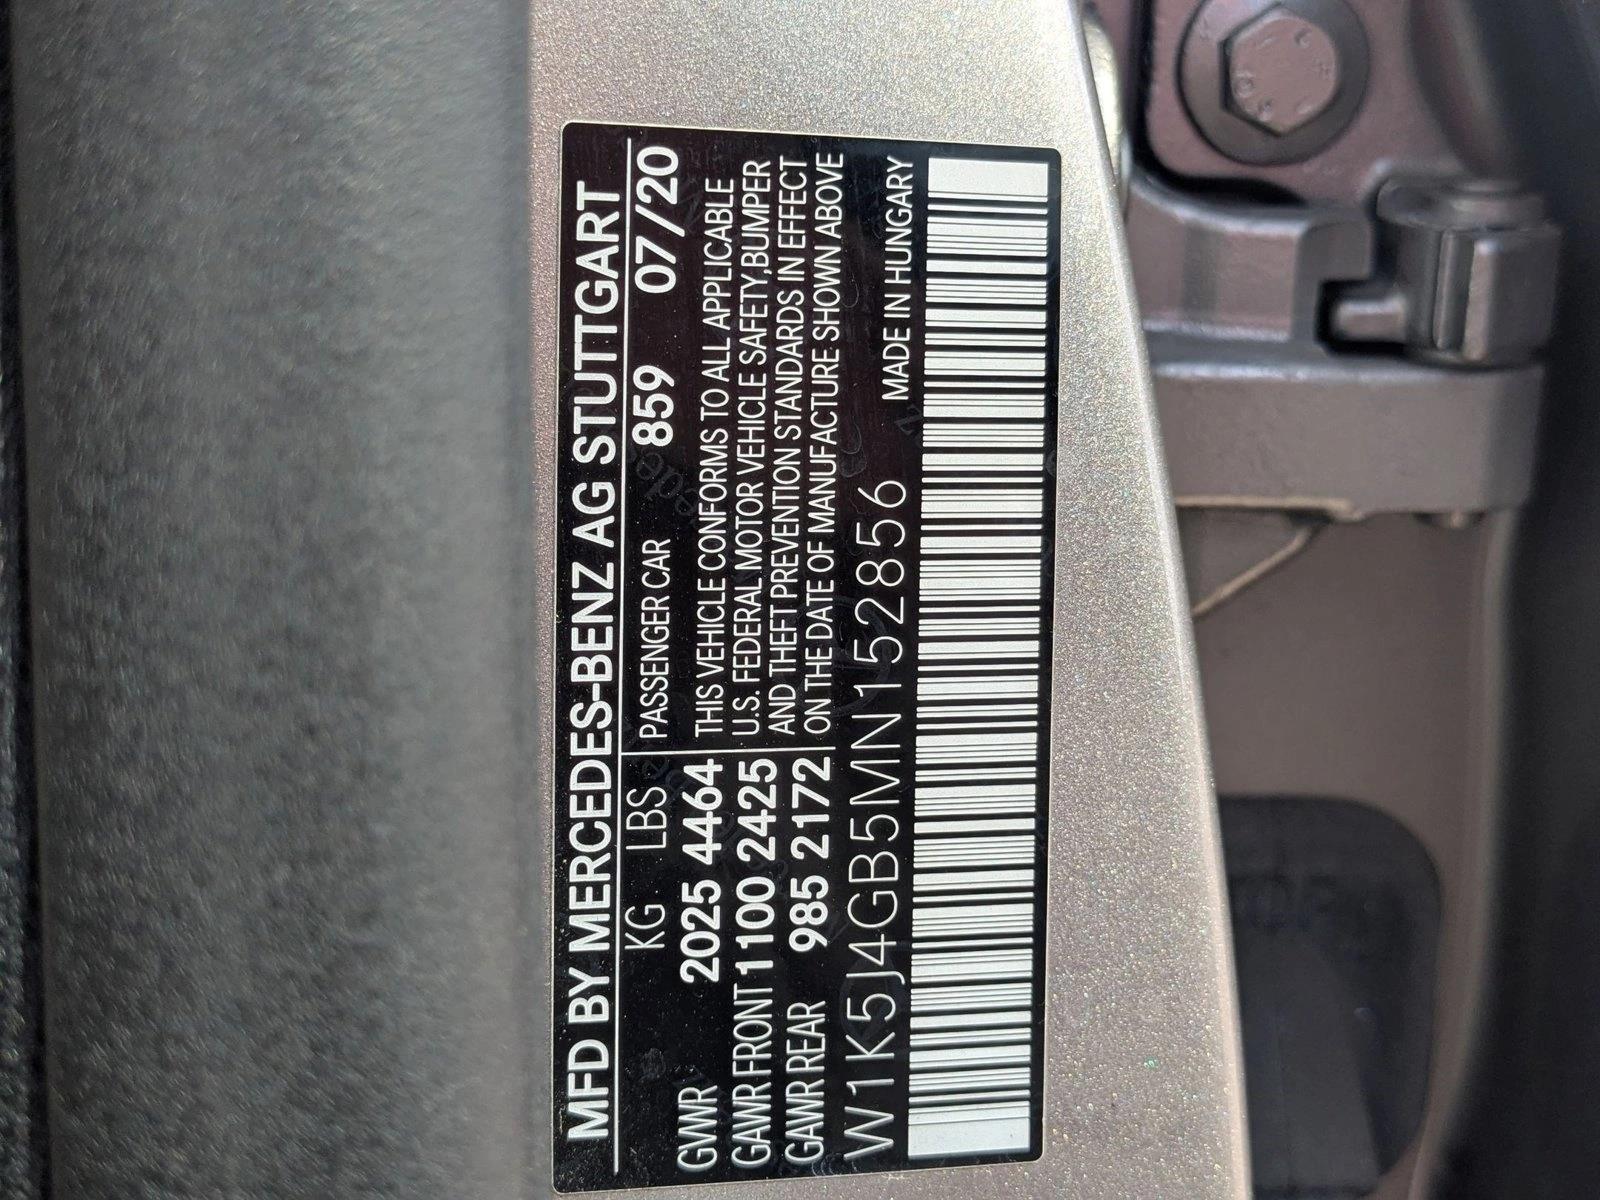 MFD BY MERCEDES-BENZ AG STUTTGART
KG LBS
GVWR 2025 4464
GAWR FRONT 1100 2425
GAWR REAR 985 2172
PASSENGER CAR 859 07/20
THIS VEHICLE CONFORMS TO ALL APPLICABLE
U.S. FEDERAL MOTOR VEHICLE SAFETY,BUMPER
AND THEFT PREVENTION STANDARDS IN EFFECT
ON THE DATE OF MANUFACTURE SHOWN ABOVE
W1K5J4GB5MN152856
MADE IN HUNGARY